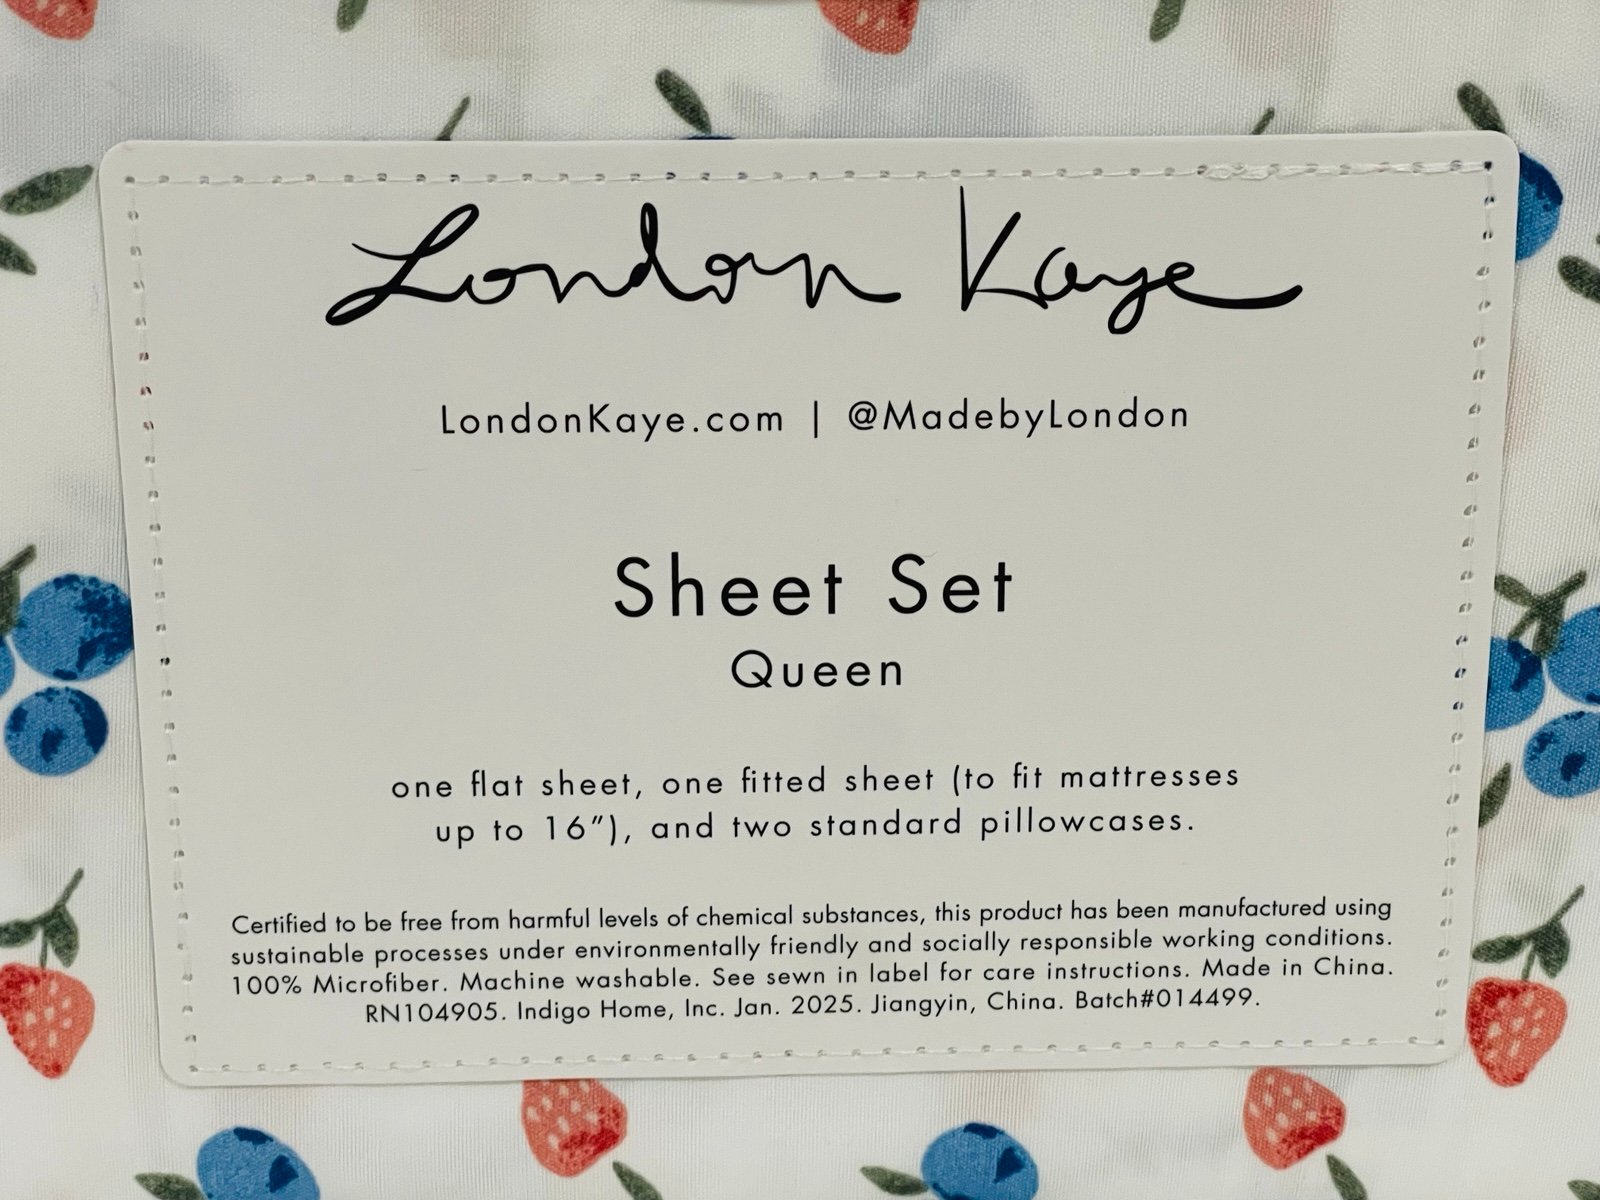 London Kaye
LondonKaye.com | @MadebyLondon
Sheet Set
Queen
one flat sheet, one fitted sheet (to fit mattresses
up to 16″), and two standard pillowcases.
Certified to be free from harmful levels of chemical substances, this product has been manufactured using
sustainable processes under environmentally friendly and socially responsible working conditions.
100% Microfiber. Machine washable. See sewn in label for care instructions. Made in China.
RN104905. Indigo Home, Inc. Jan. 2025. Jiangyin, China. Batch#014499.